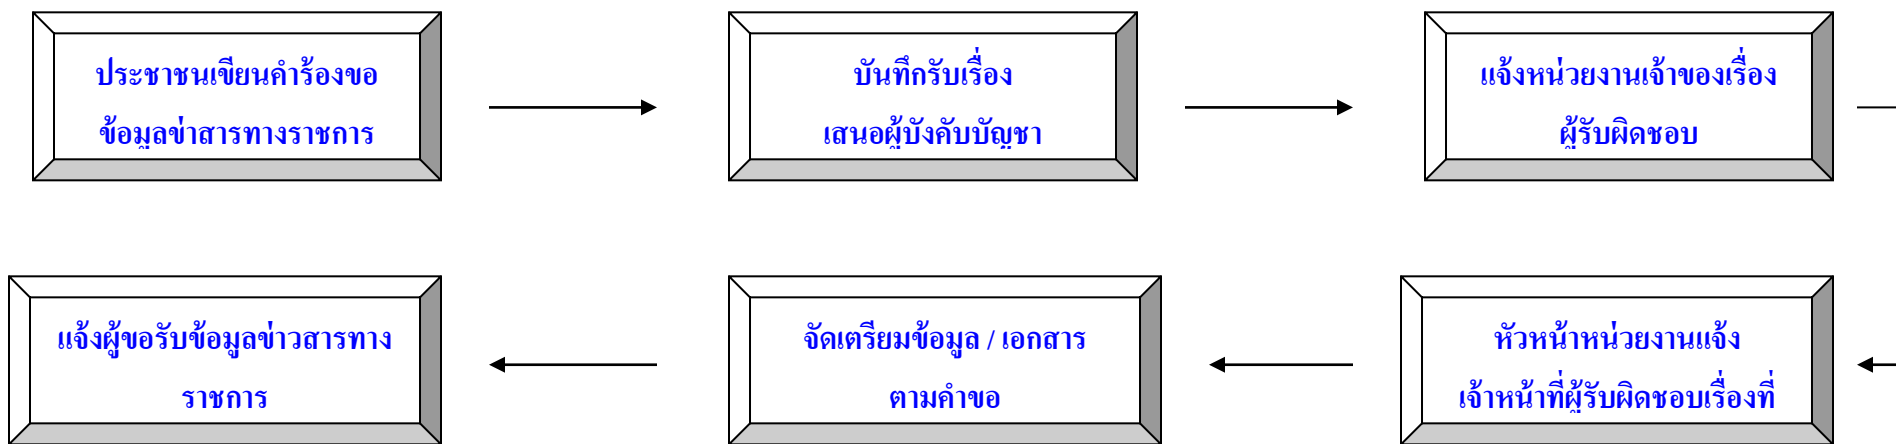 ประชาชนเขียนคำร้องขอ
ข้อมูลข่าสารทางราชการ
บันทึกรับเรื่อง
เสนอผู้บังคับบัญชา
แจ้งหน่วยงานเจ้าของเรื่อง
ผู้รับผิดชอบ
หัวหน้าหน่วยงานแจ้ง
เจ้าหน้าที่ผู้รับผิดชอบเรื่องที่
จัดเตรียมข้อมูล / เอกสาร
ตามคำขอ
แจ้งผู้ขอรับข้อมูลข่าวสารทาง
ราชการ